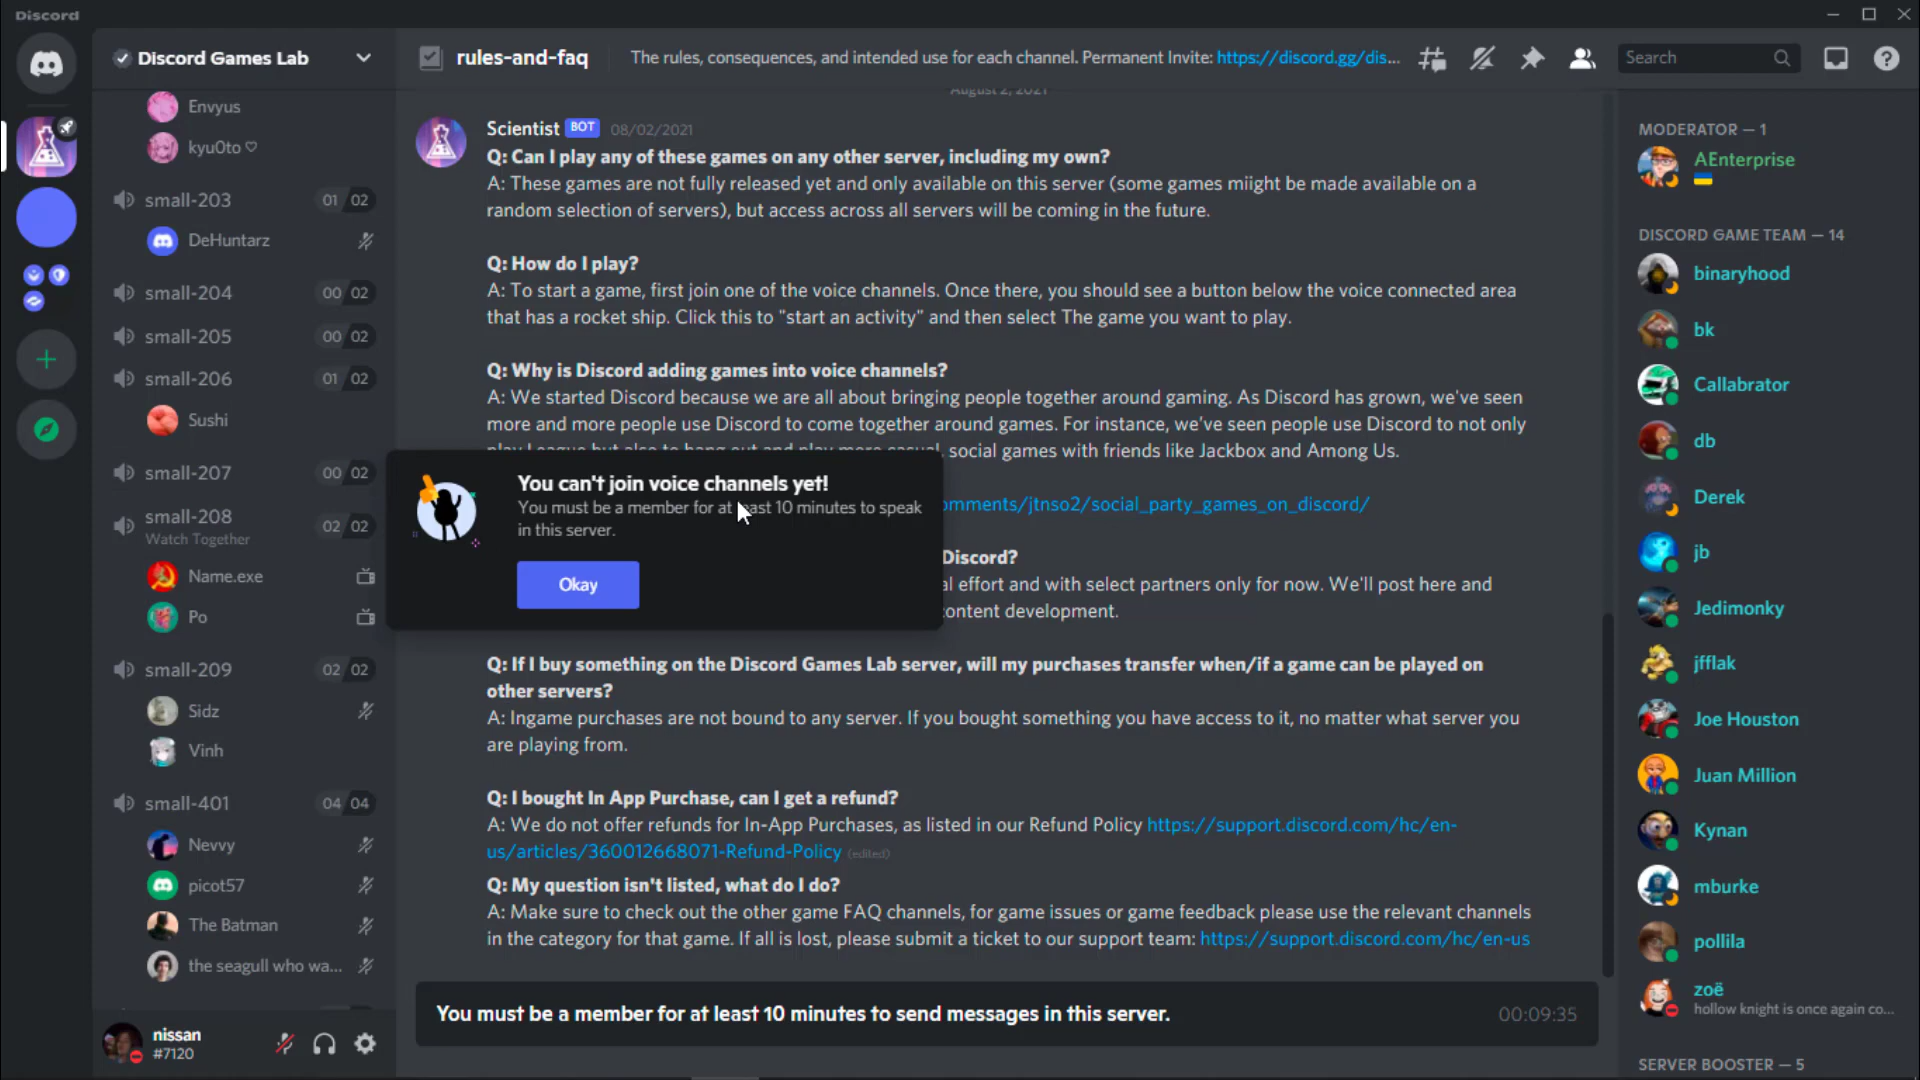 Discord
Discord Games Lab
Envyus
kyu0to ♡
small-203 01 02
DeHuntarz
small-204 00 02
small-205 00 02
small-206 01 02
Sushi
small-207 00 02
small-208 02 02
Watch Together
Name.exe
Po
small-209 02 02
Sidz
Vinh
small-401 04 04
Nevvy
picot57
The Batman
the seagull who wa...
nissan
#7120
rules-and-faq
The rules, consequences, and intended use for each channel. Permanent Invite: https://discord.gg/dis...
Search
August 2, 2021
Scientist BOT 08/02/2021
Q: Can I play any of these games on any other server, including my own?
A: These games are not fully released yet and only available on this server (some games miight be made available on a
random selection of servers), but access across all servers will be coming in the future.
Q: How do I play?
A: To start a game, first join one of the voice channels. Once there, you should see a button below the voice connected area
that has a rocket ship. Click this to "start an activity" and then select The game you want to play.
Q: Why is Discord adding games into voice channels?
A: We started Discord because we are all about bringing people together around gaming. As Discord has grown, we've seen
more and more people use Discord to come together around games. For instance, we've seen people use Discord to not only
play League but also to hang out and play more casual, social games with friends like Jackbox and Among Us.
You can't join voice channels yet!
You must be a member for at least 10 minutes to speak
in this server.
Okay
omments/jtnso2/social_party_games_on_discord/
Discord?
al effort and with select partners only for now. We'll post here and
ontent development.
Q: If I buy something on the Discord Games Lab server, will my purchases transfer when/if a game can be played on
other servers?
A: Ingame purchases are not bound to any server. If you bought something you have access to it, no matter what server you
are playing from.
Q: I bought In App Purchase, can I get a refund?
A: We do not offer refunds for In-App Purchases, as listed in our Refund Policy https://support.discord.com/hc/en-
us/articles/360012668071-Refund-Policy (edited)
Q: My question isn't listed, what do I do?
A: Make sure to check out the other game FAQ channels, for game issues or game feedback please use the relevant channels
in the category for that game. If all is lost, please submit a ticket to our support team: https://support.discord.com/hc/en-us
You must be a member for at least 10 minutes to send messages in this server. 00:09:35
MODERATOR — 1
AEnterprise
DISCORD GAME TEAM — 14
binaryhood
bk
Callabrator
db
Derek
jb
Jedimonky
jfflak
Joe Houston
Juan Million
Kynan
mburke
pollila
zoë
hollow knight is once again co...
SERVER BOOSTER — 5